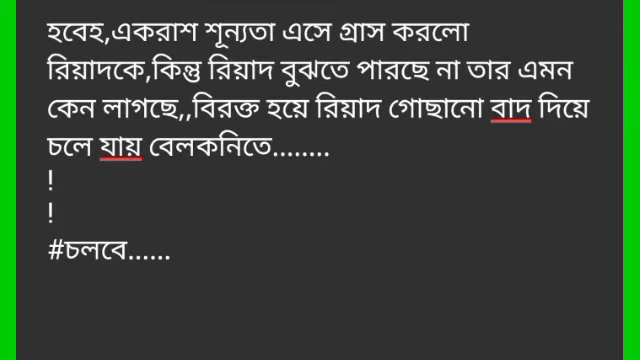 হবেহ,একরাশ শূন্যতা এসে গ্রাস করলো
রিয়াদকে,কিন্তু রিয়াদ বুঝতে পারছে না তার এমন
কেন লাগছে,,বিরক্ত হয়ে রিয়াদ গোছানো বাদ দিয়ে
চলে যায় বেলকনিতে........
!
!
#চলবে......